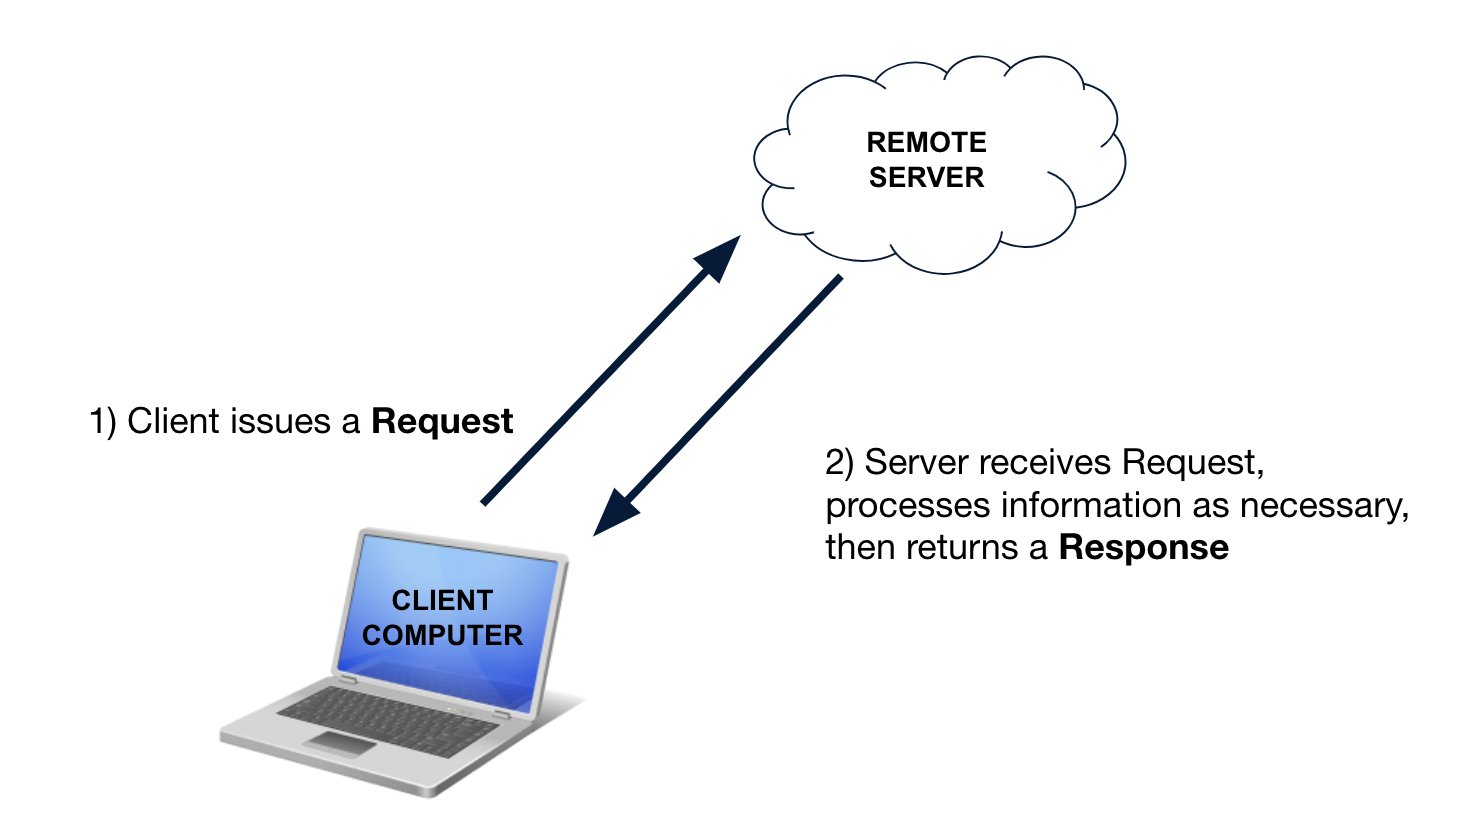 REMOTE
SERVER
1) Client issues a Request
2) Server receives Request,
processes information as necessary,
then returns a Response
CLIENT
COMPUTER